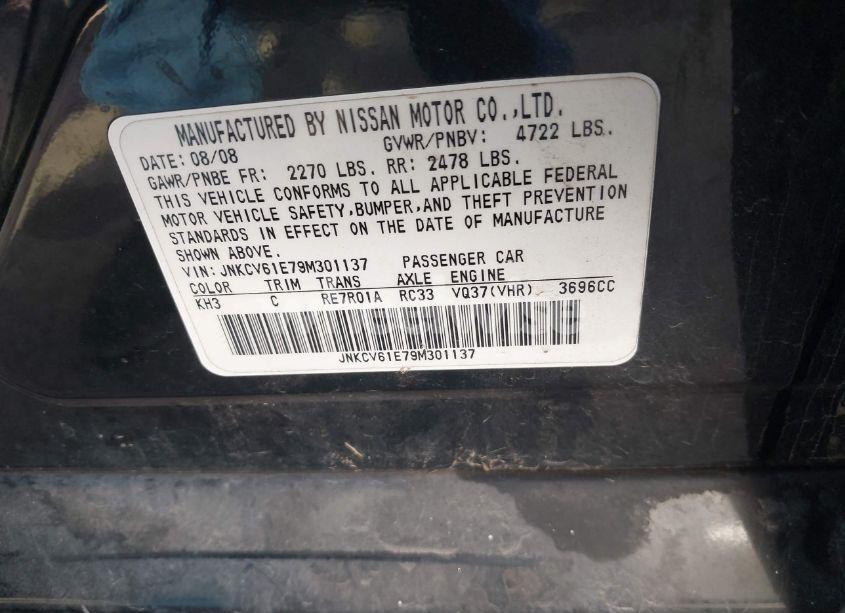 MANUFACTURED BY NISSAN MOTOR CO.,LTD.
DATE: 08/08 GVWR/PNBV: 4722 LBS.
GAWR/PNBE FR: 2270 LBS. RR: 2478 LBS.
THIS VEHICLE CONFORMS TO ALL APPLICABLE FEDERAL
MOTOR VEHICLE SAFETY,BUMPER,AND THEFT PREVENTION
STANDARDS IN EFFECT ON THE DATE OF MANUFACTURE
SHOWN ABOVE.
VIN: JNKCV61E79M301137 PASSENGER CAR
COLOR TRIM TRANS AXLE ENGINE
KH3 C RE7R01A RC33 VQ37(VHR) 3696CC
JNKCV61E79M301137